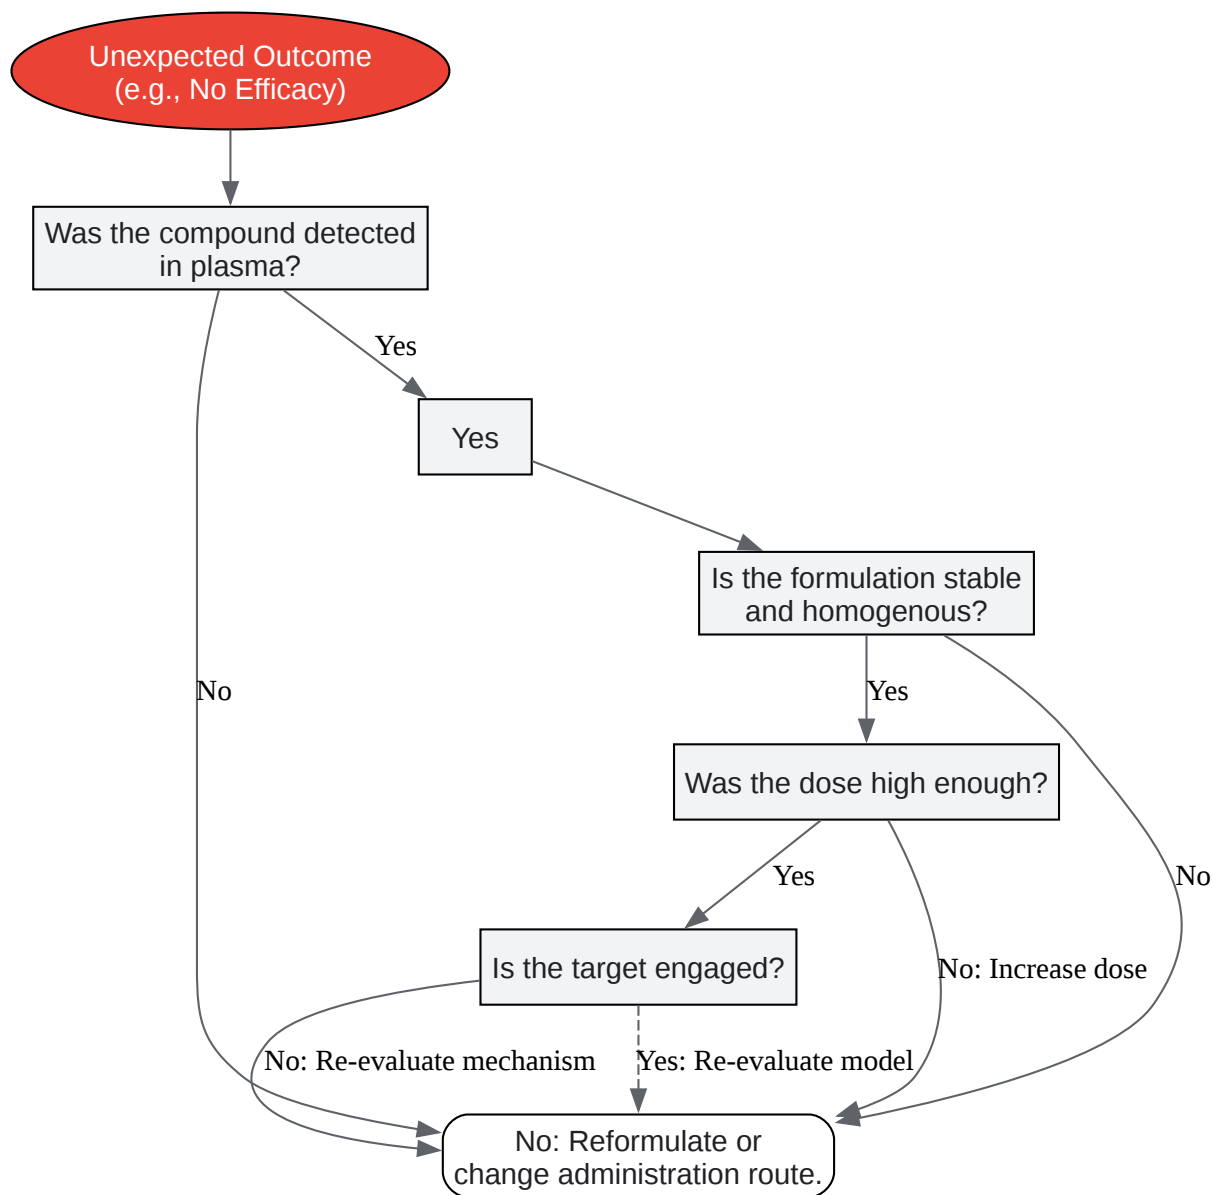 Unexpected Outcome
(e.g., No Efficacy)
Was the compound detected
in plasma?
Yes
Yes
Is the formulation stable
and homogenous?
No
Yes
Was the dose high enough?
Yes
No
Is the target engaged?
No: Increase dose
No: Re-evaluate mechanism
Yes: Re-evaluate model
No: Reformulate or
change administration route.